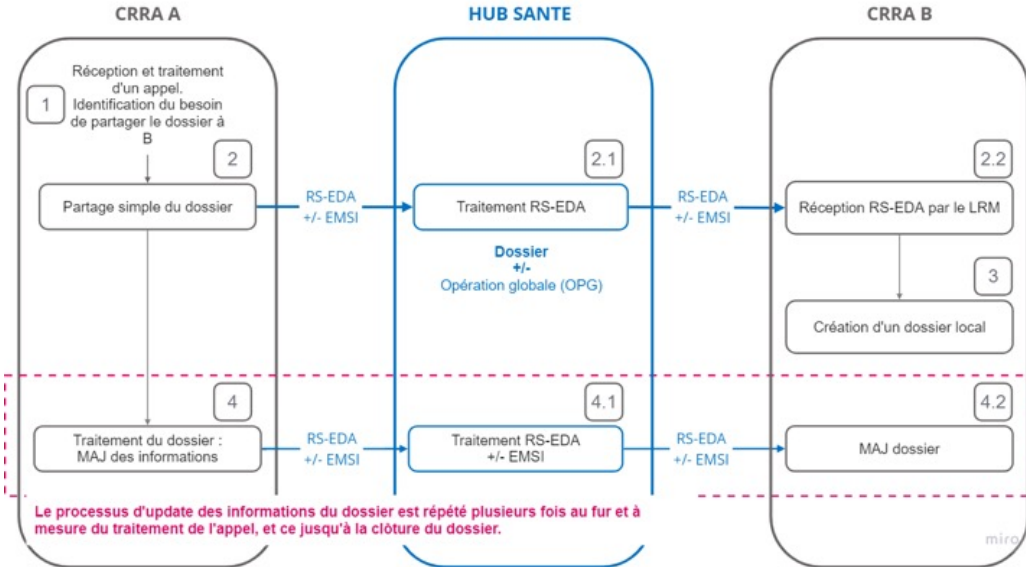 CRRA A
HUB SANTE
CRRA B
Réception et traitement
d'un appel.
1
Identification du besoin
de partager le dossier à
B
2
2.1
2.2
Partage simple du dossier
RS-EDA
+/- EMSI
Traitement RS-EDA
RS-EDA
+/- EMSI
Réception RS-EDA par le LRM
Dossier
+/-
Opération globale (OPG)
3
Création d'un dossier local
4
4.1
4.2
Traitement du dossier :
MAJ des informations
RS-EDA
+/- EMSI
Traitement RS-EDA
+/- EMSI
RS-EDA
+/- EMSI
MAJ dossier
Le processus d'update des informations du dossier est répété plusieurs fois au fur et à
mesure du traitement de l'appel, et ce jusqu'à la clôture du dossier.
miro